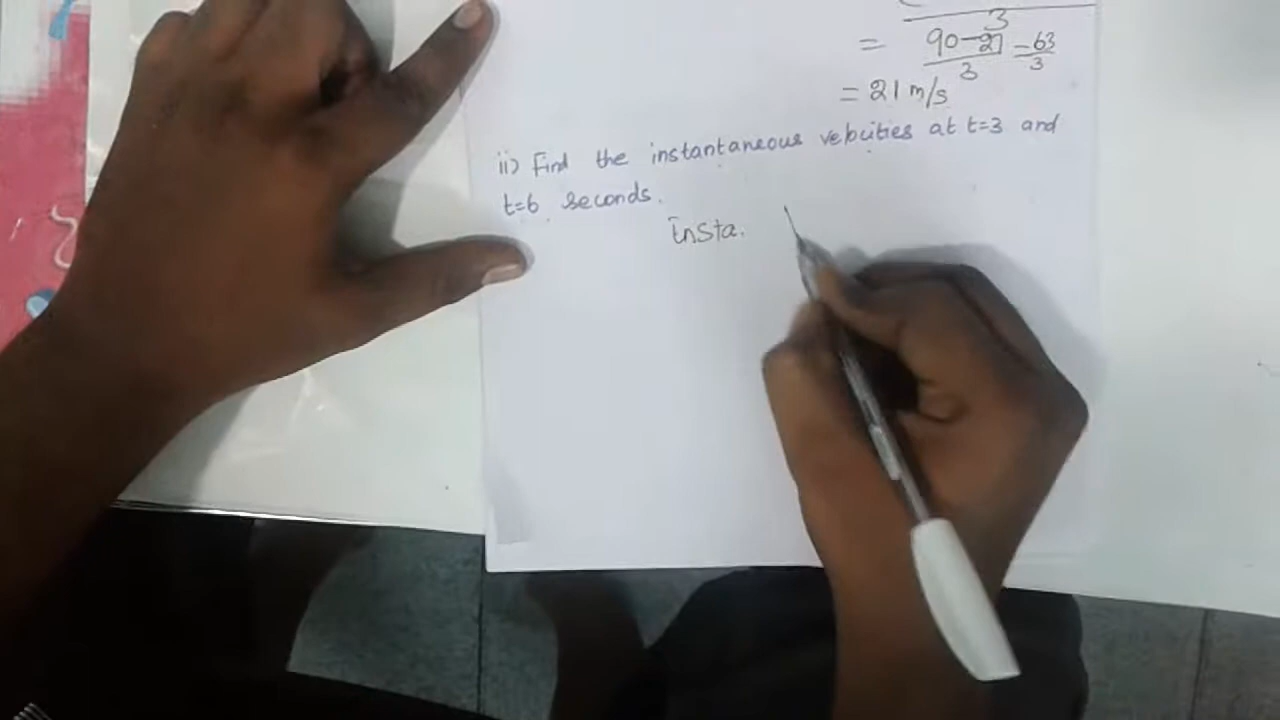 3
= 90-27/3 = 63/3
= 21 m/s
ii) Find the instantaneous velocities at t=3 and
t=6 seconds.
insta.